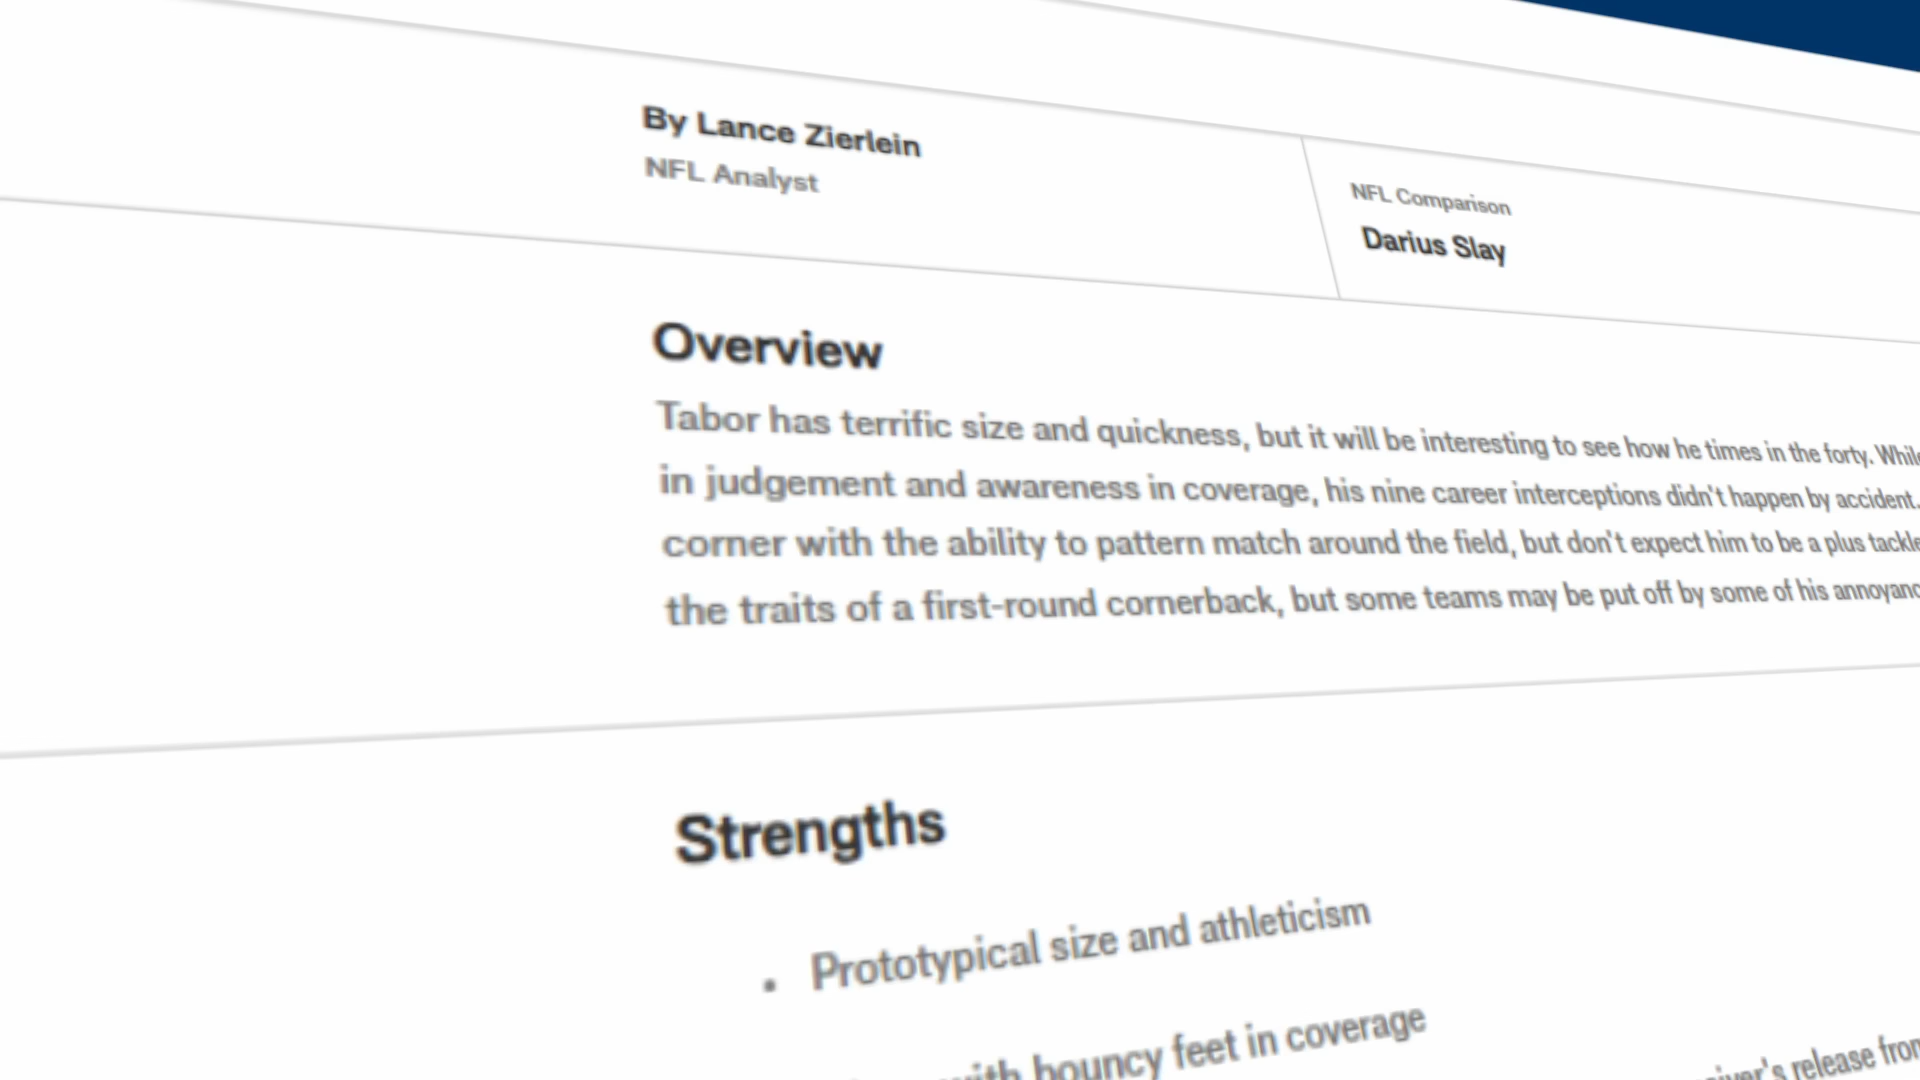 By Lance Zierlein
NFL Analyst
NFL Comparison
Darius Slay
Overview
Tabor has terrific size and quickness, but it will be interesting to see how he times in the forty. While
in judgement and awareness in coverage, his nine career interceptions didn't happen by accident.
corner with the ability to pattern match around the field, but don't expect him to be a plus
the traits of a first-round cornerback, but some teams may be put off by some of his
Strengths
• Prototypical size and athleticism
with bouncy feet in coverage
release from